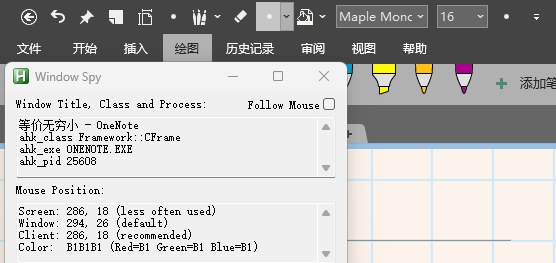 Maple Monc
16
文件 开始 插入 绘图 历史记录 审阅 视图 帮助
Window Spy
添加笔
Window Title, Class and Process:
Follow Mouse
等价无穷小 - OneNote
ahk_class Framework::CFrame
ahk_exe ONENOTE.EXE
ahk_pid 25608
Mouse Position:
Screen: 286, 18 (less often used)
Window: 294, 26 (default)
Client: 286, 18 (recommended)
Color: B1B1B1 (Red=B1 Green=B1 Blue=B1)